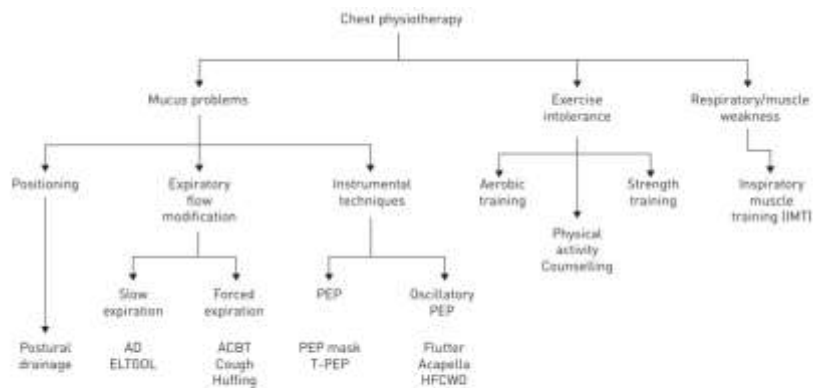 Chest physiotherapy
Mucus problems
Exercise
intolerance
Respiratory/muscle
weakness
Positioning
Expiratory
flow
modification
Instrumental
techniques
Aerobic
training
Strength
training
Inspiratory
muscle
training (IMT)
Physical
activity
Counselling
Slow
expiration
Forced
expiration
PEP
Oscillatory
PEP
Postural
drainage
AD
ELTGOL
ACBT
Cough
Huffing
PEP mask
T-PEP
Flutter
Acapella
HFCWO